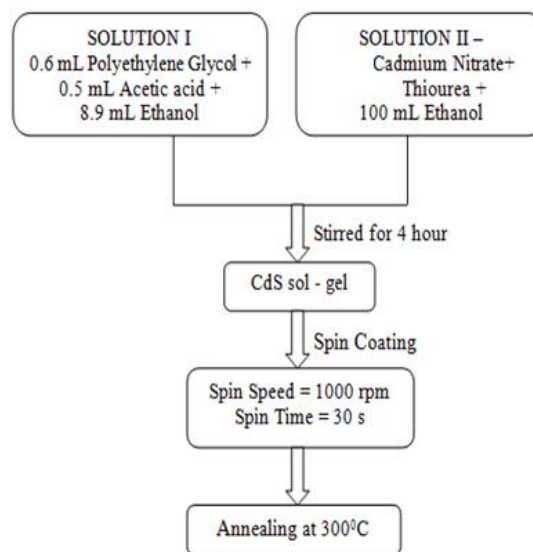 SOLUTION I
0.6 mL Polyethylene Glycol +
0.5 mL Acetic acid +
8.9 mL Ethanol
SOLUTION II –
Cadmium Nitrate+
Thiourea +
100 mL Ethanol
Stirred for 4 hour
CdS sol - gel
Spin Coating
Spin Speed = 1000 rpm
Spin Time = 30 s
Annealing at 300⁰C